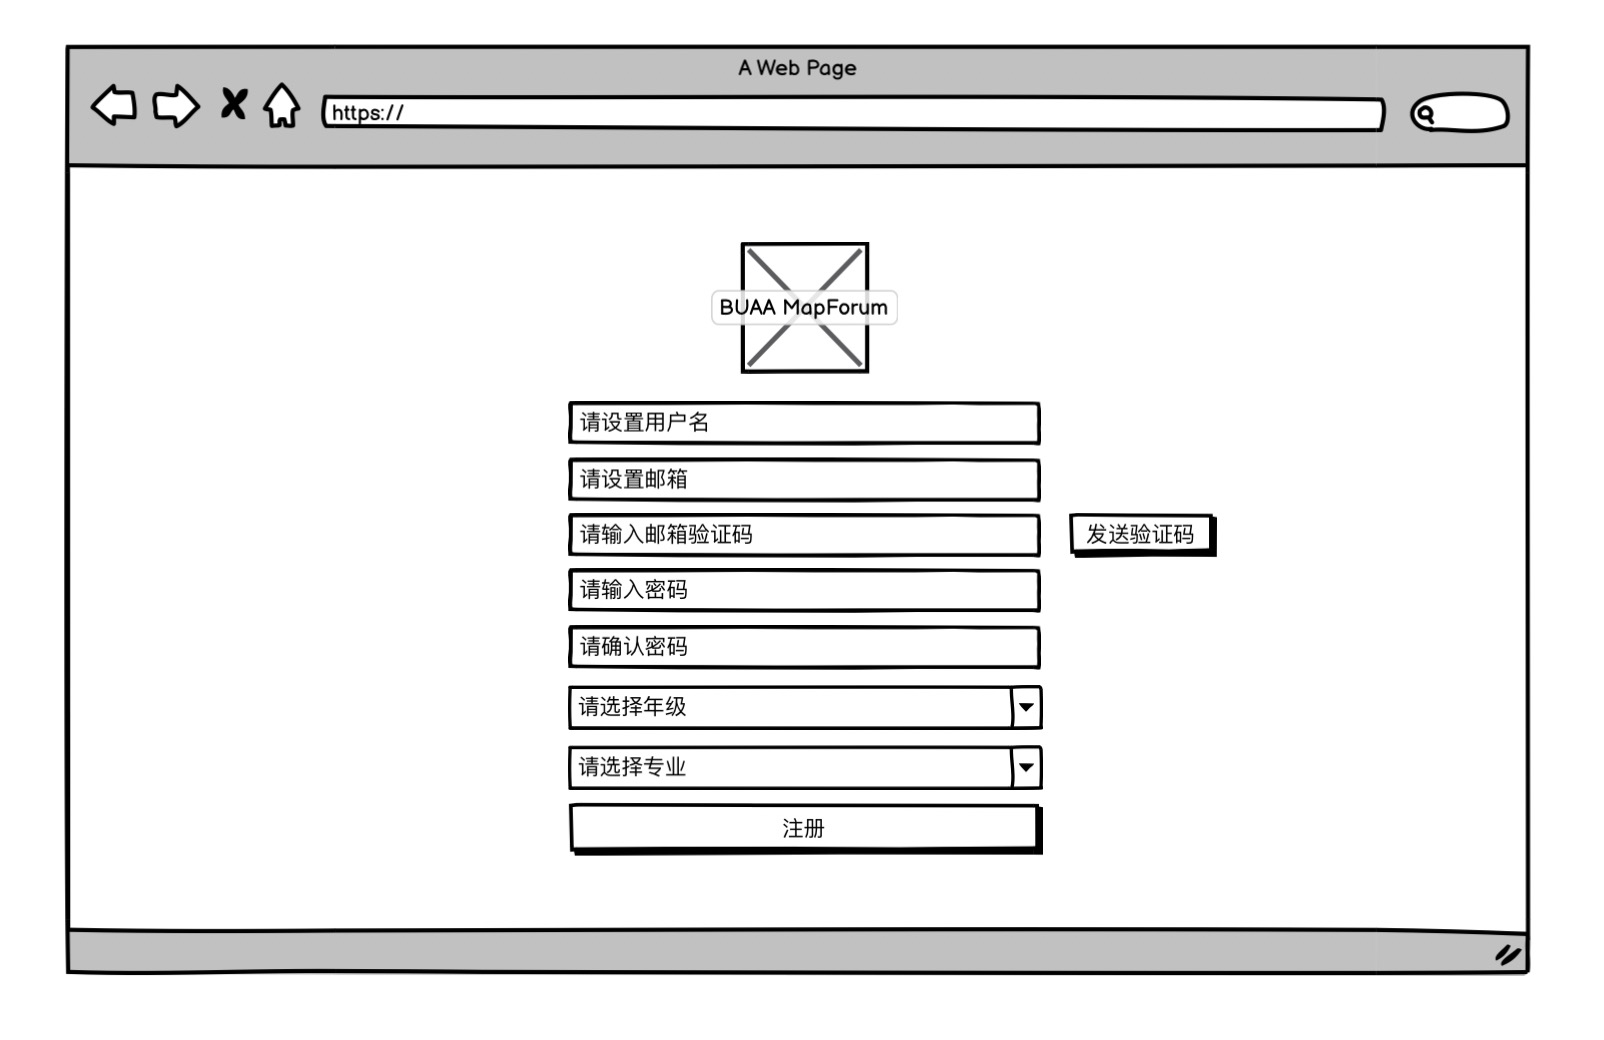 A Web Page
https://
BUAA MapForum
请设置用户名
请设置邮箱
请输入邮箱验证码
发送验证码
请输入密码
请确认密码
请选择年级
请选择专业
注册